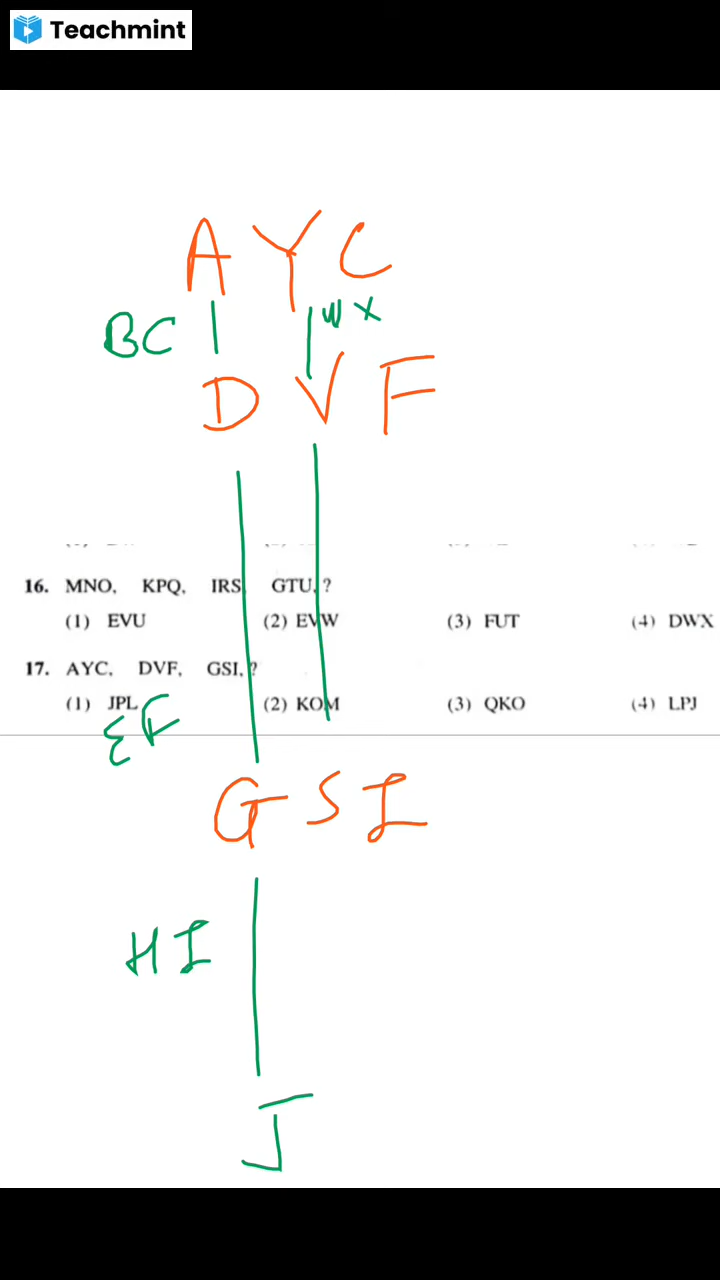 Teachmint
A Y C
BC WX
D V F
16. MNO, KPQ, IRS, GTU, ?
(1) EVU (2) EVW (3) FUT (4) DWX
17. AYC, DVF, GSI, ?
(1) JPL (2) KOM (3) QKO (4) LPJ
EF
G S I
H I
J